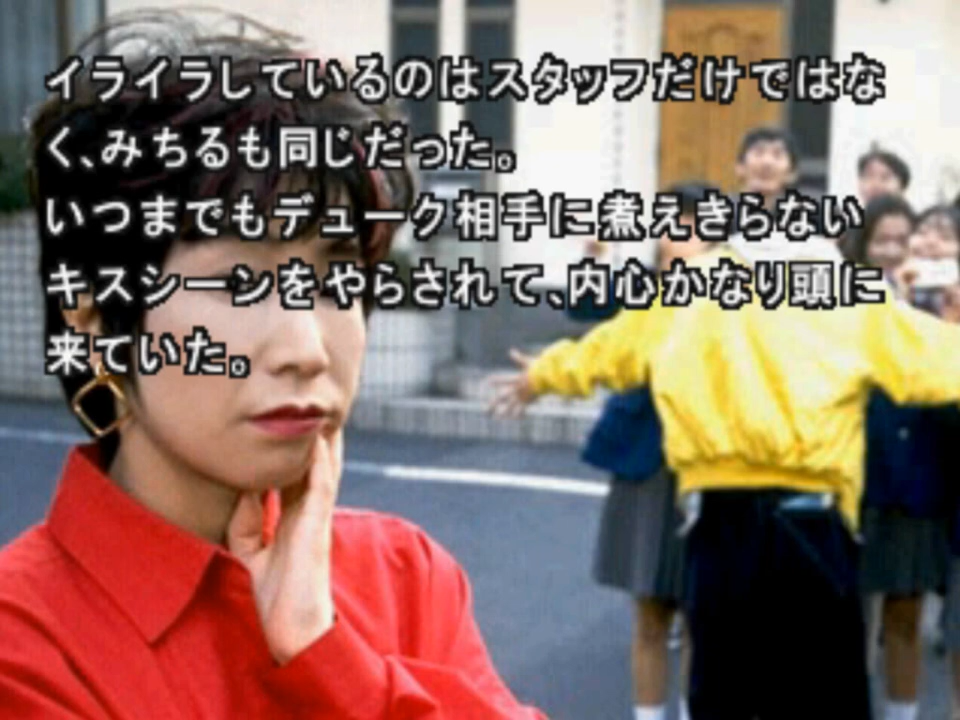 イライラしているのはスタッフだけではな
く、みちるも同じだった。
いつまでもデューク相手に煮えきらない
キスシーンをやらされて、内心かなり頭に
来ていた。